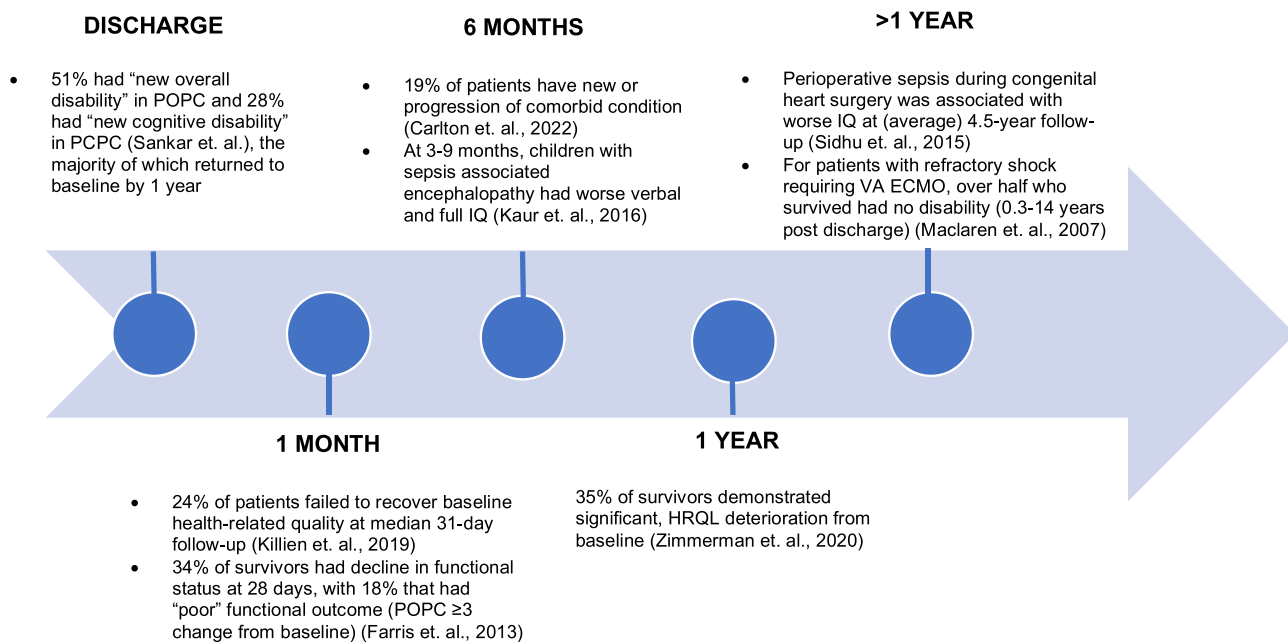 DISCHARGE
• 51% had “new overall
disability” in POPC and 28%
had “new cognitive disability”
in PCPC (Sankar et. al.), the
majority of which returned to
baseline by 1 year
6 MONTHS
• 19% of patients have new or
progression of comorbid condition
(Carlton et. al., 2022)
• At 3-9 months, children with
sepsis associated
encephalopathy had worse verbal
and full IQ (Kaur et. al., 2016)
>1 YEAR
• Perioperative sepsis during congenital
heart surgery was associated with
worse IQ at (average) 4.5-year follow-
up (Sidhu et. al., 2015)
• For patients with refractory shock
requiring VA ECMO, over half who
survived had no disability (0.3-14 years
post discharge) (Maclaren et. al., 2007)
1 MONTH
• 24% of patients failed to recover baseline
health-related quality at median 31-day
follow-up (Killien et. al., 2019)
• 34% of survivors had decline in functional
status at 28 days, with 18% that had
“poor” functional outcome (POPC ≥3
change from baseline) (Farris et. al., 2013)
1 YEAR
35% of survivors demonstrated
significant, HRQL deterioration from
baseline (Zimmerman et. al., 2020)